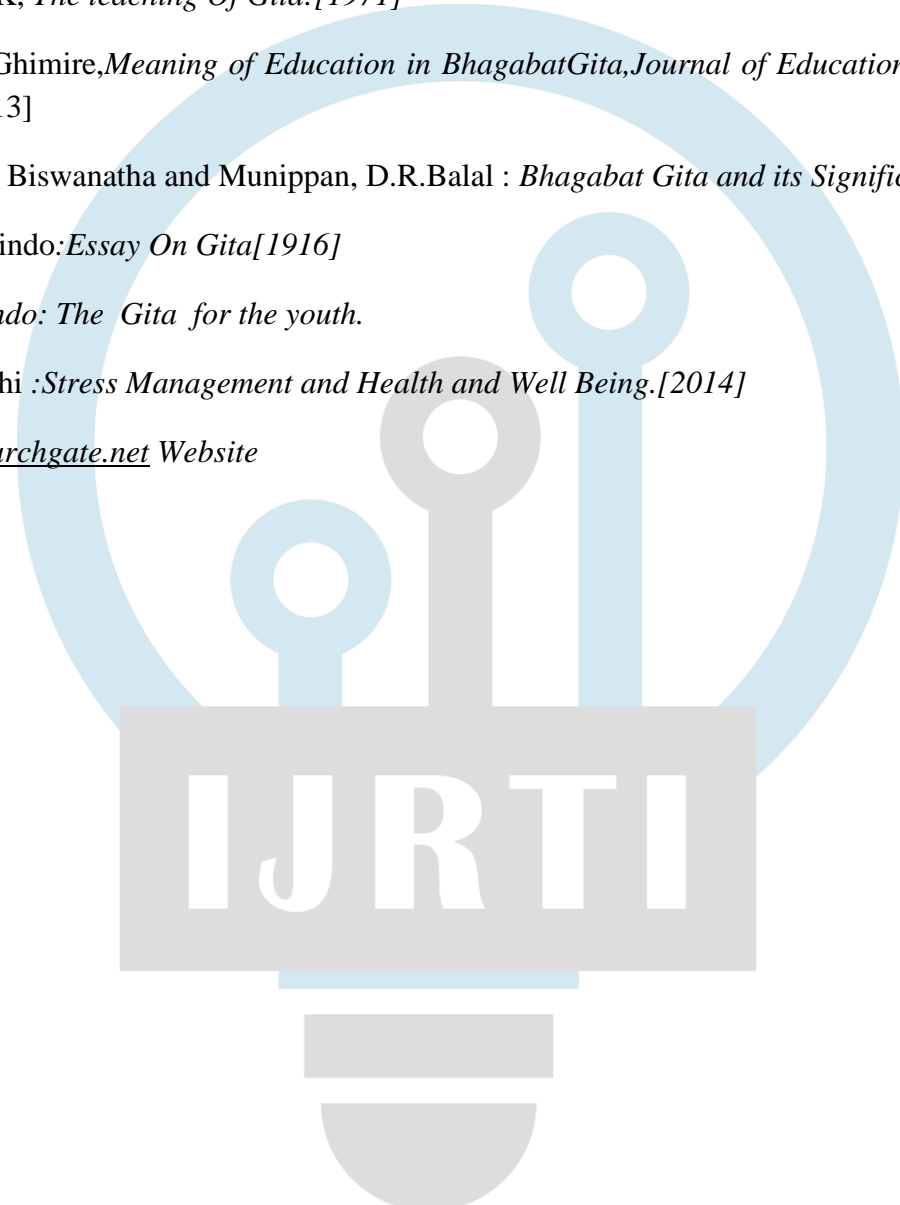 The teaching Of Gita.[1971]
Ghimire,Meaning of Education in BhagabatGita,Journal of Education
13]
Biswanatha and Munippan, D.R.Balal : Bhagabat Gita and its
indo:Essay On Gita[1916]
ndo: The Gita for the youth.
hi :Stress Management and Health and Well Being.[2014]
archgate.net Website
IJRTI